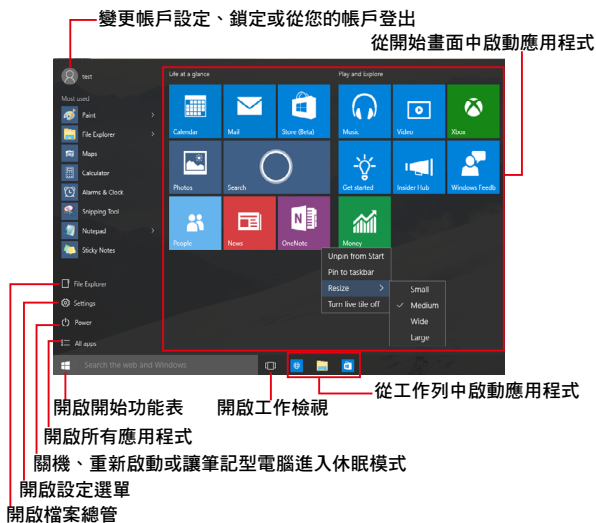 變更帳戶設定、鎖定或從您的帳戶登出
從開始畫面中啟動應用程式
test
Life at a glance
Play and Explore
Most used
Paint
File Explorer
Maps
Calculator
Alarms & Clock
Snipping Tool
Notepad
Sticky Notes
Calendar
Mail
Store (Beta)
Music
Video
Xbox
Photos
Search
Get started
Insider Hub
Windows Feedb
People
News
OneNote
Money
Unpin from Start
Pin to taskbar
Resize
Turn live tile off
Small
Medium
Wide
Large
File Explorer
Settings
Power
All apps
Search the web and Windows
從工作列中啟動應用程式
開啟開始功能表
開啟工作檢視
開啟所有應用程式
關機、重新啟動或讓筆記型電腦進入休眠模式
開啟設定選單
開啟檔案總管